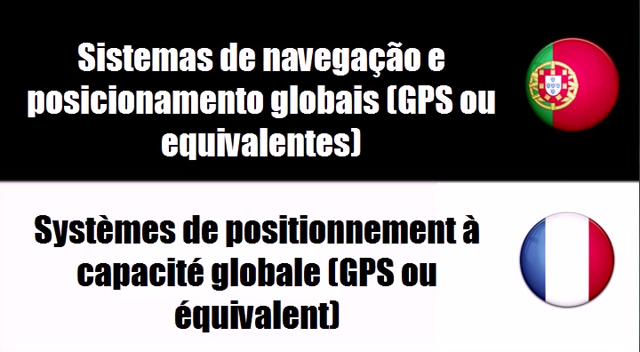 Sistemas de navegação e
posicionamento globais (GPS ou
equivalentes)
Systèmes de positionnement à
capacité globale (GPS ou
équivalent)